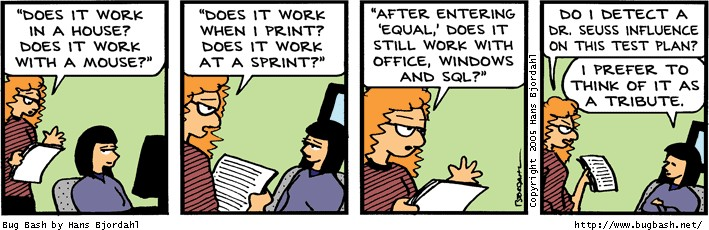 "DOES IT WORK
IN A HOUSE?
DOES IT WORK
WITH A MOUSE?"
"DOES IT WORK
WHEN I PRINT?
DOES IT WORK
AT A SPRINT?"
"AFTER ENTERING
'EQUAL,' DOES IT
STILL WORK WITH
OFFICE, WINDOWS
AND SQL?"
DO I DETECT A
DR. SEUSS INFLUENCE
ON THIS TEST PLAN?
I PREFER TO
THINK OF IT AS
A TRIBUTE.
Copyright 2005 Hans Bjordahl
Bug Bash by Hans Bjordahl
http://www.bugbash.net/